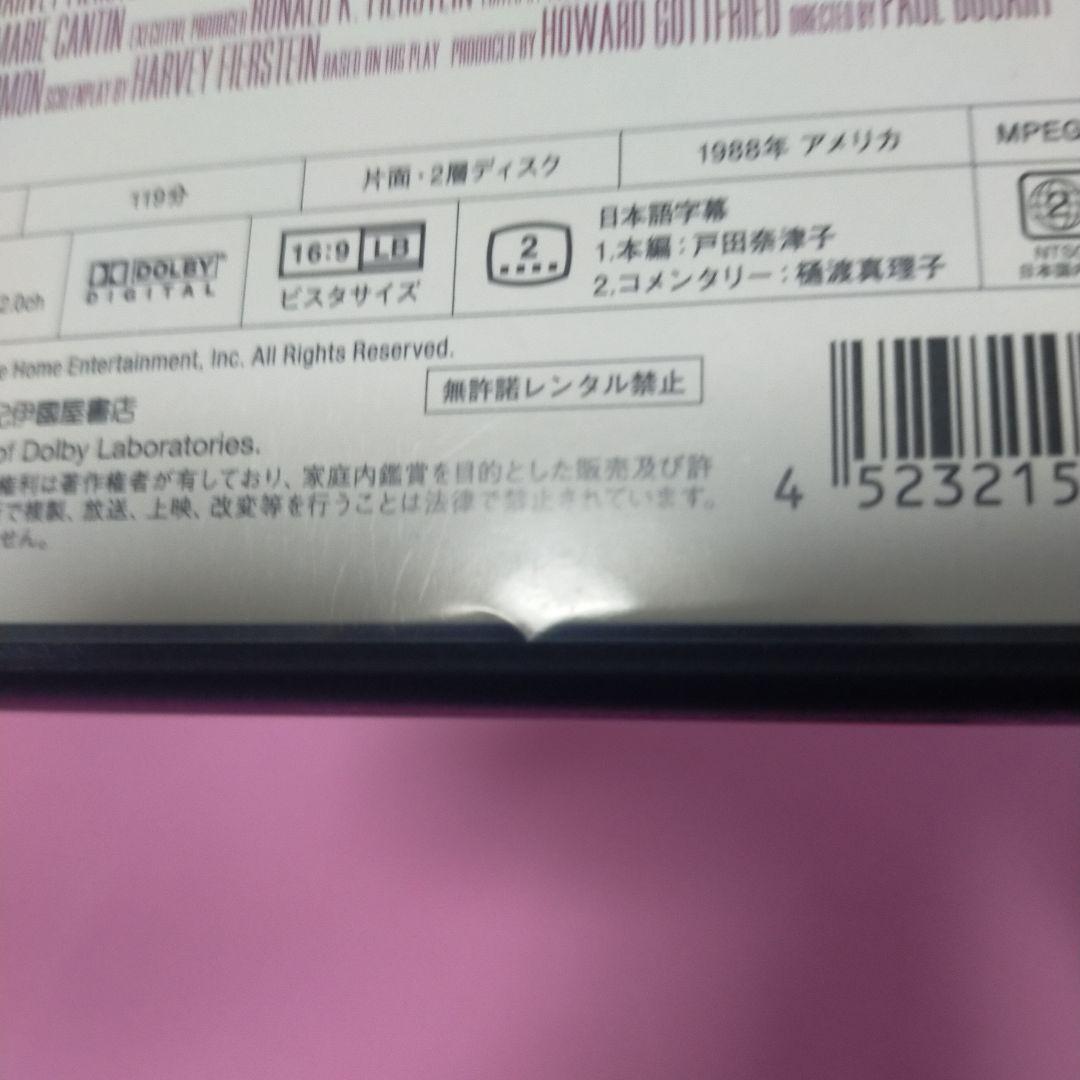 MARIE CANTIN EXECUTIVE PRODUCER RONALD K. FIERSTEIN
SCREENPLAY BY HARVEY FIERSTEIN BASED ON HIS PLAY PRODUCED BY HOWARD GOTTFRIED DIRECTED BY PAUL
119分 片面・2層ディスク 1988年 アメリカ MPEG
2.0ch DOLBY DIGITAL 16:9 LB ビスタサイズ 2 日本語字幕 2
1.本編:戸田奈津子
2.コメンタリー:樋渡真理子
Home Entertainment, Inc. All Rights Reserved.
無許諾レンタル禁止
紀伊國屋書店
of Dolby Laboratories.
権利は著作権者が有しており、家庭内鑑賞を目的とした販売及び許
で複製、放送、上映、改変等を行うことは法律で禁止されています。
せん。
4 523215